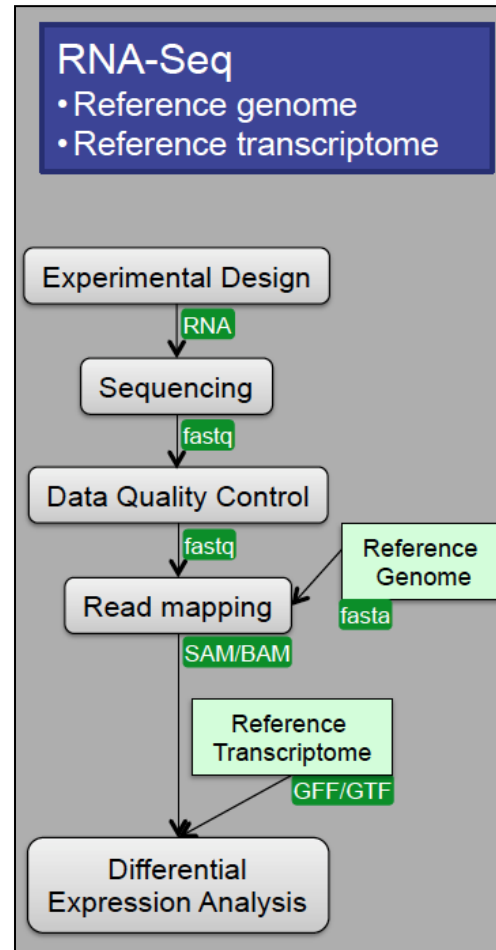 RNA-Seq
• Reference genome
• Reference transcriptome
Experimental Design
RNA
Sequencing
fastq
Data Quality Control
fastq
Reference
Genome
fasta
Read mapping
SAM/BAM
Reference
Transcriptome
GFF/GTF
Differential
Expression Analysis